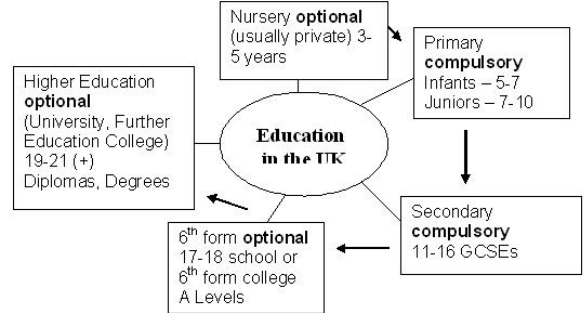 Nursery optional
(usually private) 3-
5 years
Primary
compulsory
Infants – 5-7
Juniors – 7-10
Higher Education
optional
(University, Further
Education College)
19-21 (+)
Diplomas, Degrees
Education
in the UK
Secondary
compulsory
11-16 GCSEs
6th form optional
17-18 school or
6th form college
A Levels